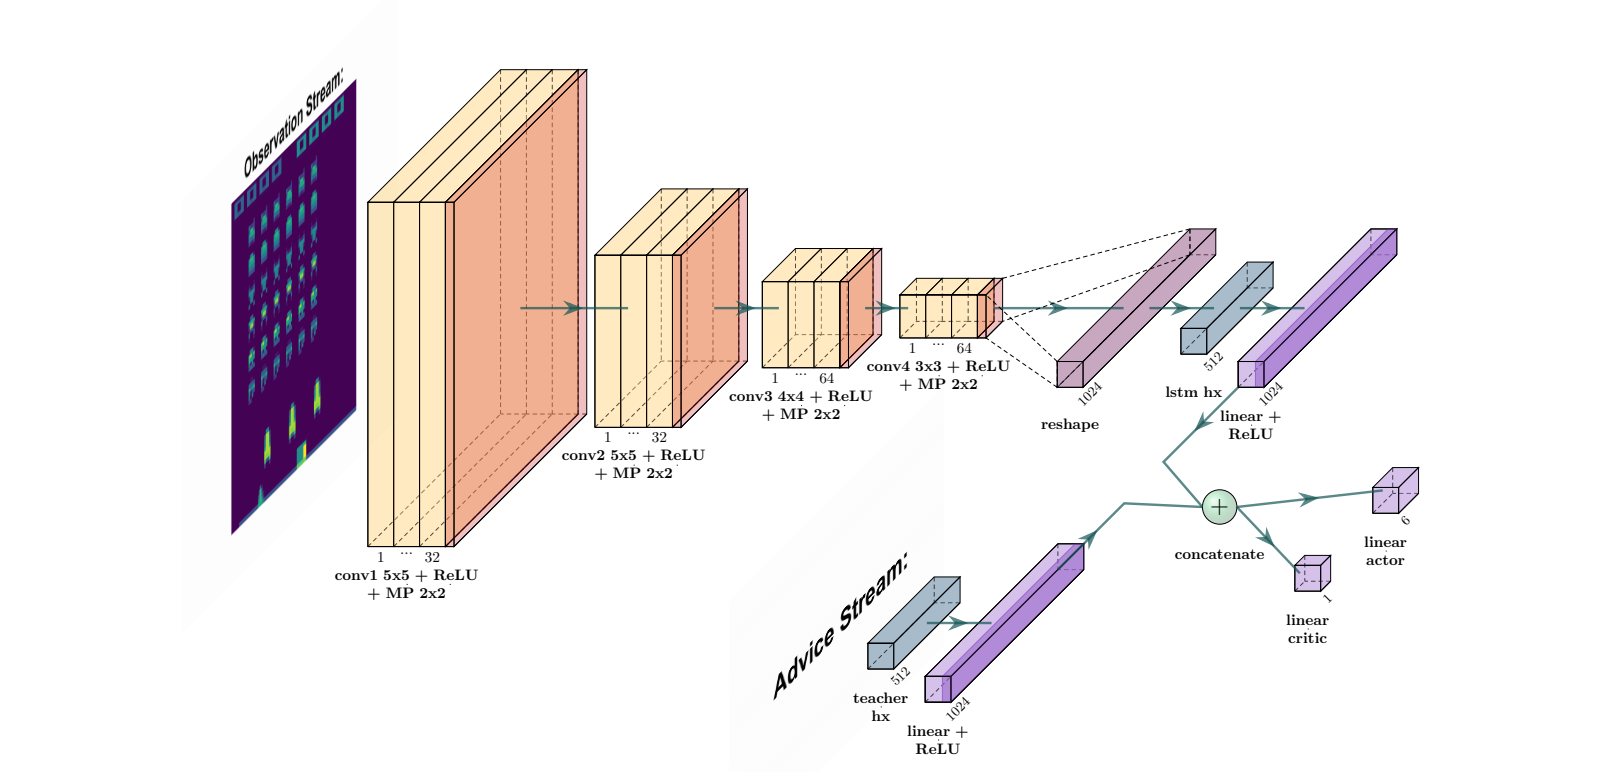 Observation Stream:
1 ... 32
conv1 5x5 + ReLU
+ MP 2x2
1 ... 32
conv2 5x5 + ReLU
+ MP 2x2
1 ... 64
conv3 4x4 + ReLU
+ MP 2x2
1 ... 64
conv4 3x3 + ReLU
+ MP 2x2
1024
reshape
512
lstm hx
1024
linear +
ReLU
Advice Stream:
512
teacher
hx
1024
linear +
ReLU
+
concatenate
6
linear
actor
1
linear
critic